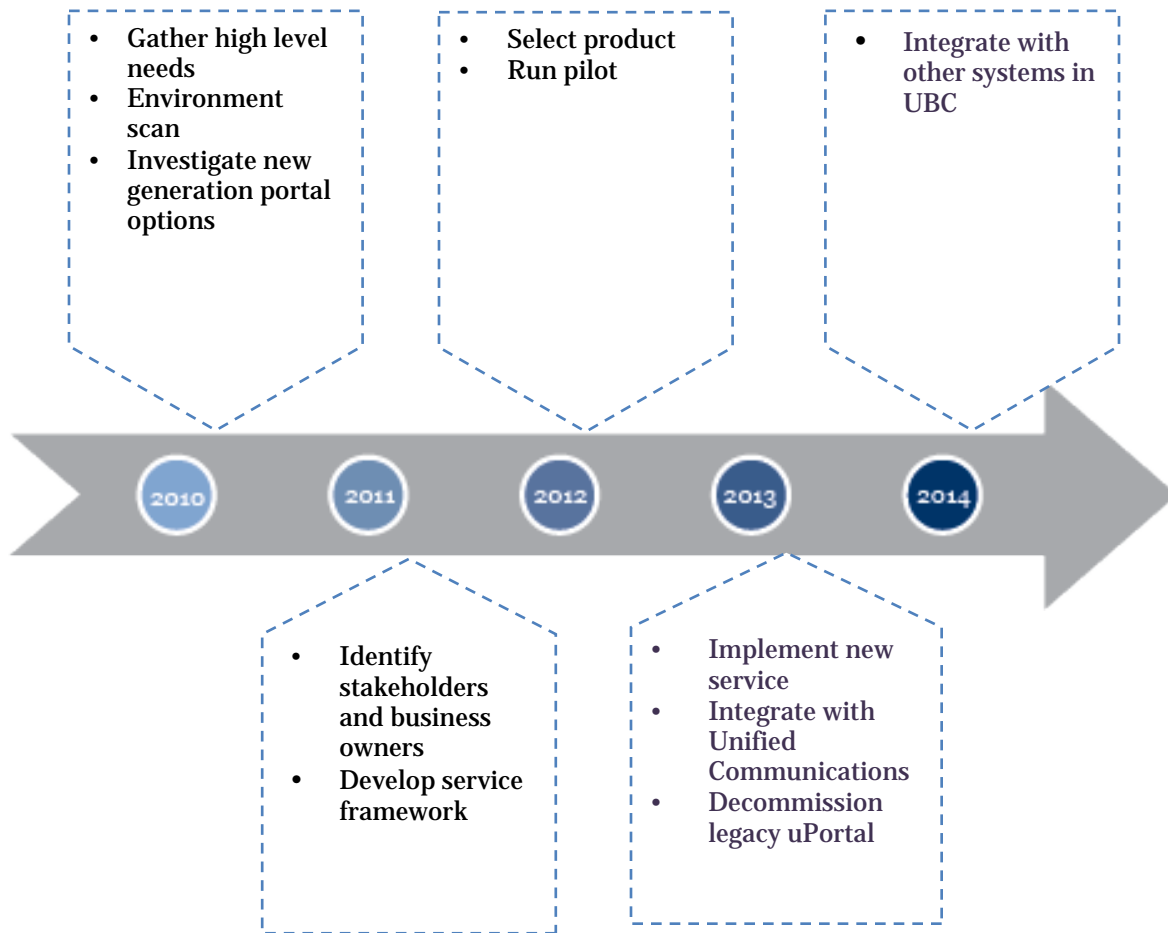 • Gather high level
needs
• Environment
scan
• Investigate new
generation portal
options
• Select product
• Run pilot
• Integrate with
other systems in
UBC
2010
2011
2012
2013
2014
• Identify
stakeholders
and business
owners
• Develop service
framework
• Implement new
service
• Integrate with
Unified
Communications
• Decommission
legacy uPortal